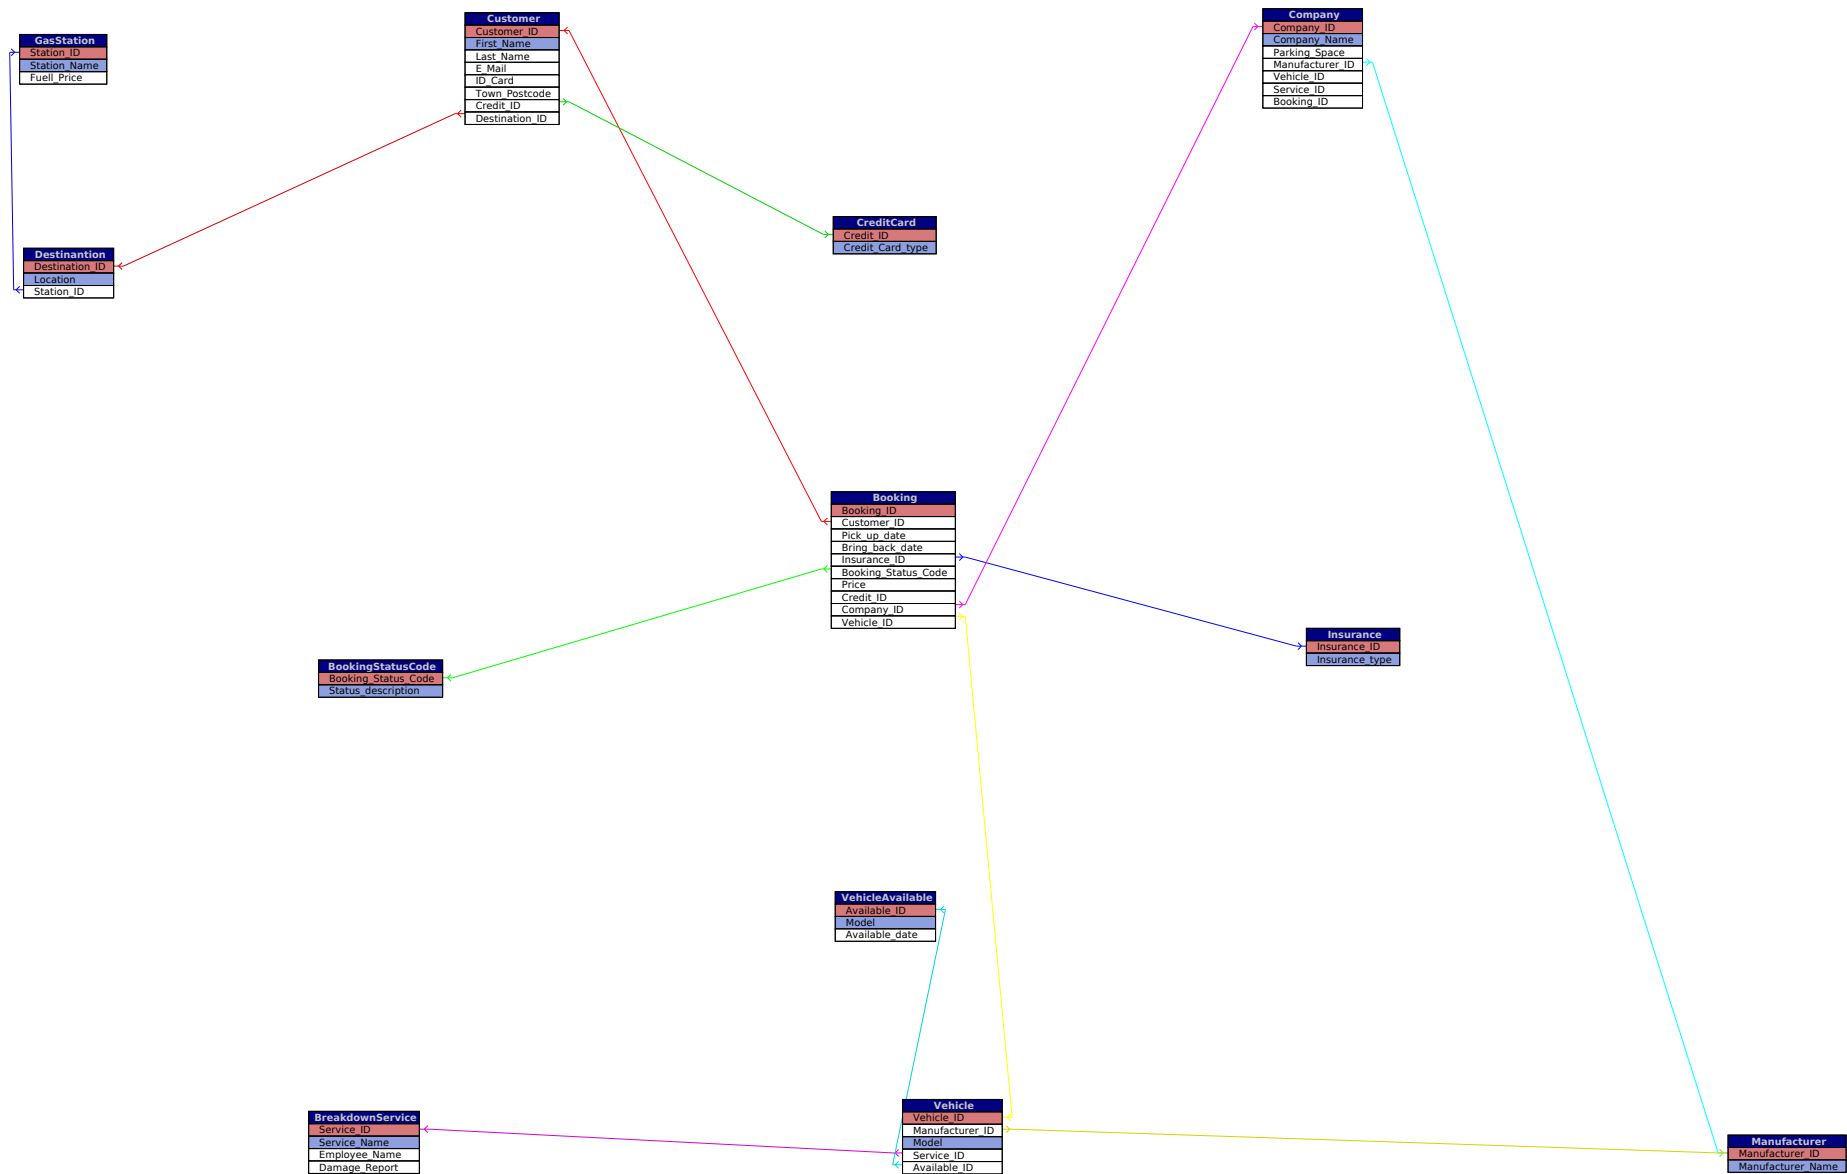 Customer
Customer_ID
First_Name
Last_Name
E_Mail
ID_Card
Town_Postcode
Credit_ID
Destination_ID
Company
Company_ID
Company_Name
Parking_Space
Manufacturer_ID
Vehicle_ID
Service_ID
Booking_ID
GasStation
Station_ID
Station_Name
Fuell_Price
CreditCard
Credit_ID
Credit_Card_type
Destinantion
Destination_ID
Location
Station_ID
Booking
Booking_ID
Customer_ID
Pick_up_date
Bring_back_date
Insurance_ID
Booking_Status_Code
Price
Credit_ID
Company_ID
Vehicle_ID
Insurance
Insurance_ID
Insurance_type
BookingStatusCode
Booking_Status_Code
Status_description
VehicleAvailable
Available_ID
Model
Available_date
Vehicle
Vehicle_ID
Manufacturer_ID
Model
Service_ID
Available_ID
BreakdownService
Service_ID
Service_Name
Employee_Name
Damage_Report
Manufacturer
Manufacturer_ID
Manufacturer_Name